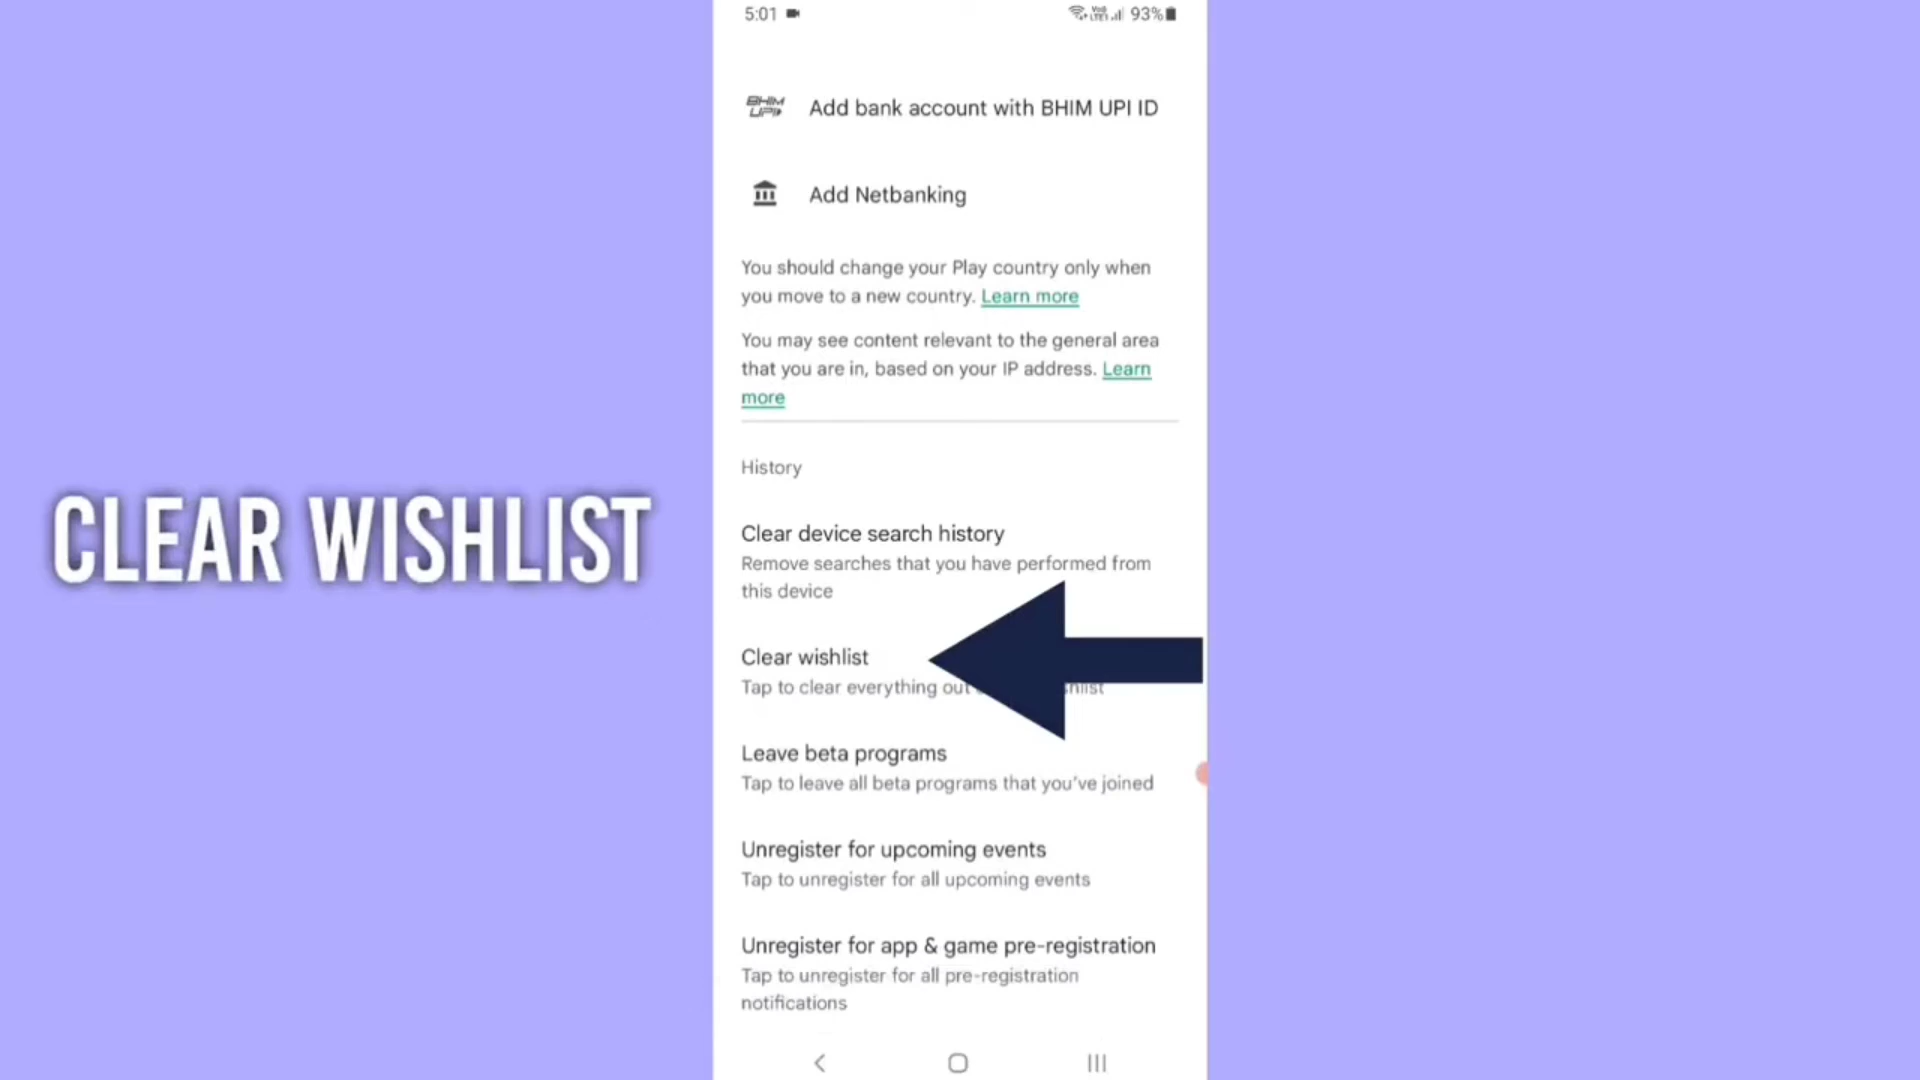 5:01
93%
BHIM
UPI
Add bank account with BHIM UPI ID
Add Netbanking
You should change your Play country only when
you move to a new country. Learn more
You may see content relevant to the general area
that you are in, based on your IP address. Learn
more
History
Clear device search history
Remove searches that you have performed from
this device
CLEAR WISHLIST
Clear wishlist
Tap to clear everything out
Leave beta programs
Tap to leave all beta programs that you've joined
Unregister for upcoming events
Tap to unregister for all upcoming events
Unregister for app & game pre-registration
Tap to unregister for all pre-registration
notifications